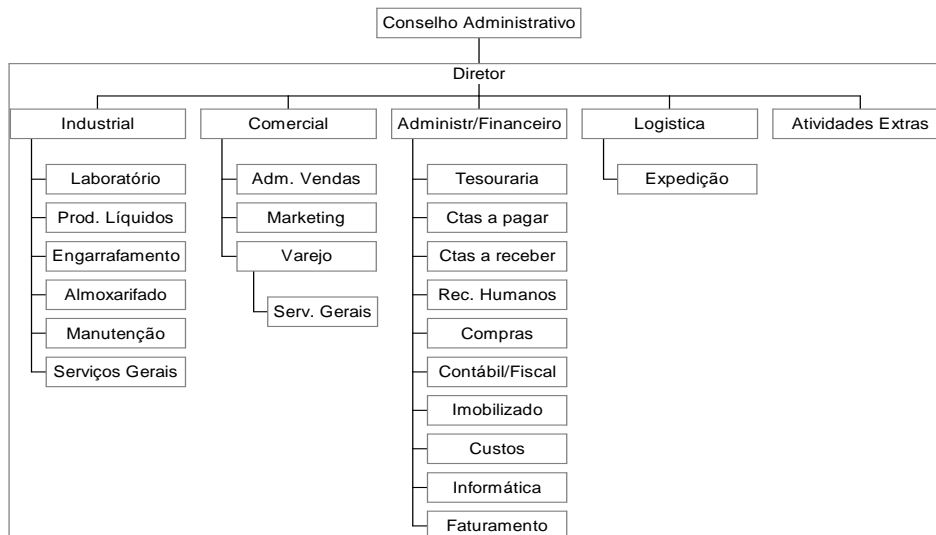 Conselho Administrativo
Diretor
Industrial
Comercial
Administr/Financeiro
Logistica
Atividades Extras
Laboratório
Prod. Líquidos
Engarrafamento
Almoxarifado
Manutenção
Serviços Gerais
Adm. Vendas
Marketing
Varejo
Serv. Gerais
Tesouraria
Ctas a pagar
Ctas a receber
Rec. Humanos
Compras
Contábil/Fiscal
Imobilizado
Custos
Informática
Faturamento
Expedição